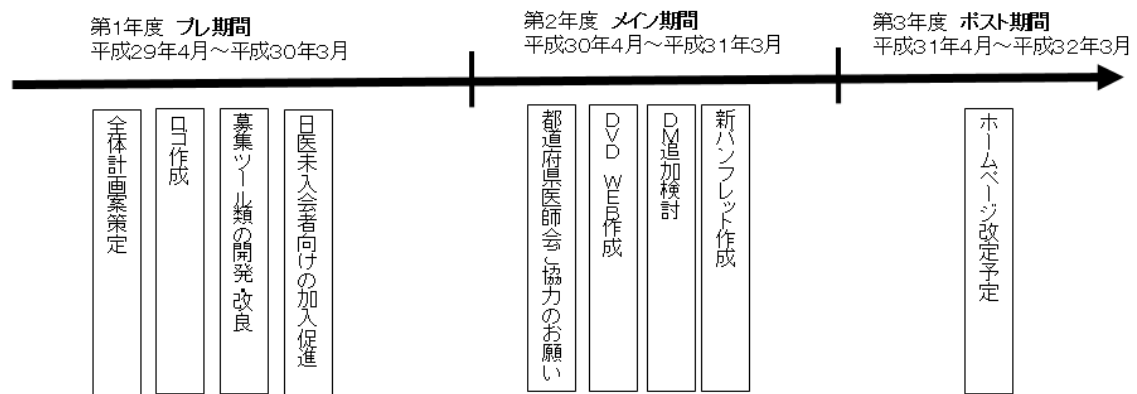 第1年度 プレ期間
平成29年4月～平成30年3月
第2年度 メイン期間
平成30年4月～平成31年3月
第3年度 ポスト期間
平成31年4月～平成32年3月
全体計画案策定
ロゴ作成
募集ツール類の開発・改良
日医未入会者向けの加入促進
都道府県医師会ご協力のお願い
DVD WEB作成
DM追加検討
新パンフレット作成
ホームページ改定予定